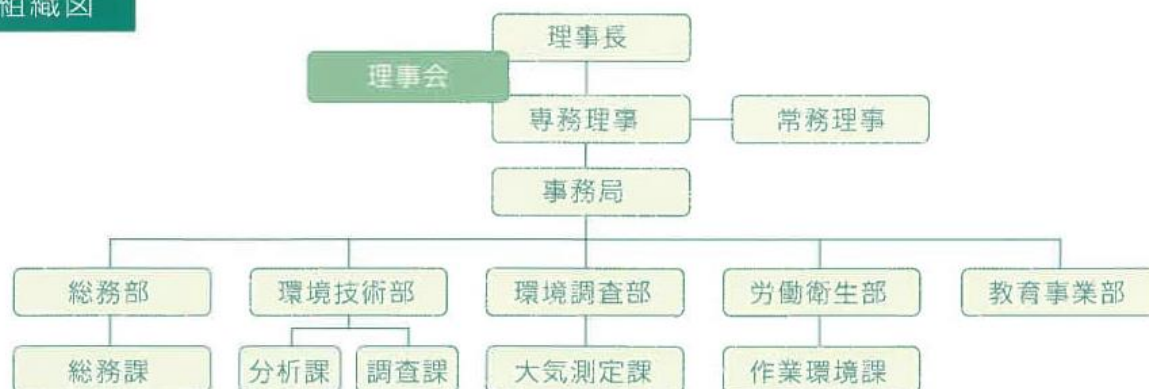 組織図
理事長
理事会
専務理事
常務理事
事務局
総務部
環境技術部
環境調査部
労働衛生部
教育事業部
総務課
分析課
調査課
大気測定課
作業環境課